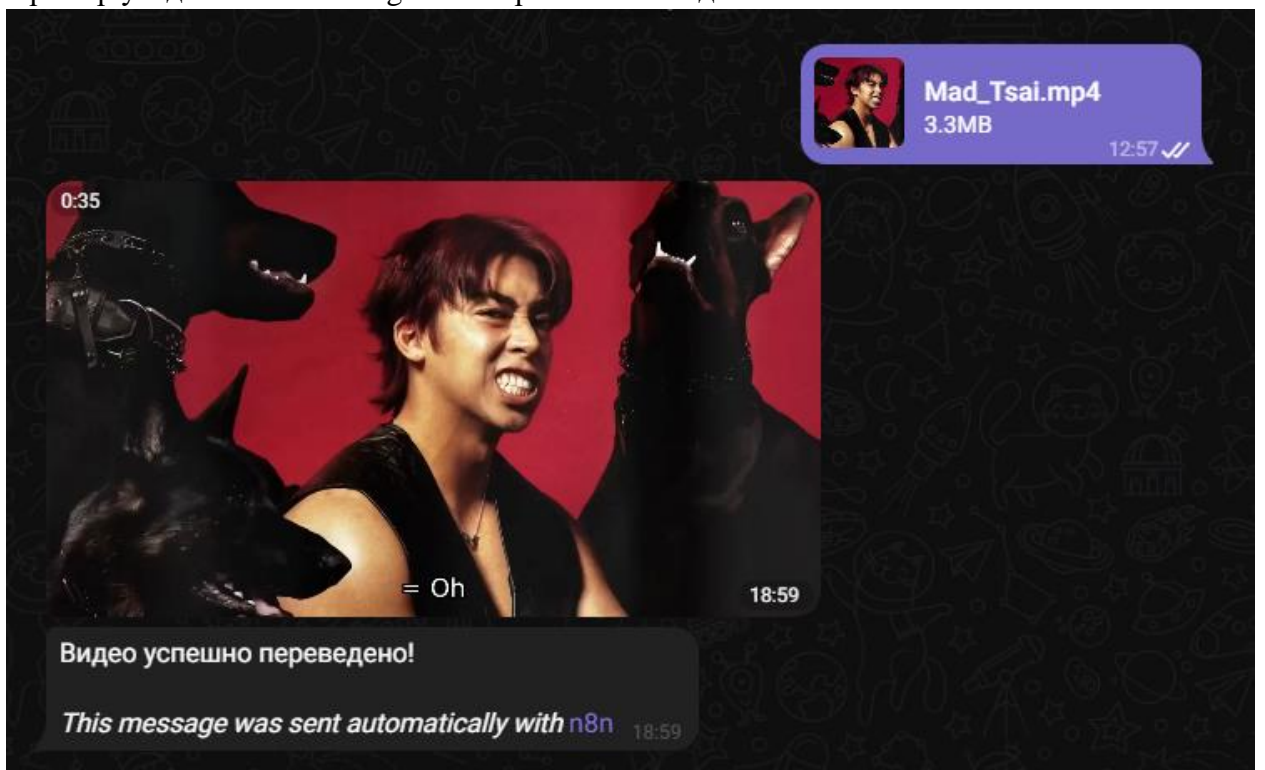 Mad_Tsai.mp4
3.3MB
12:57
0:35
= Oh
18:59
Видео успешно переведено!
This message was sent automatically with n8n
18:59